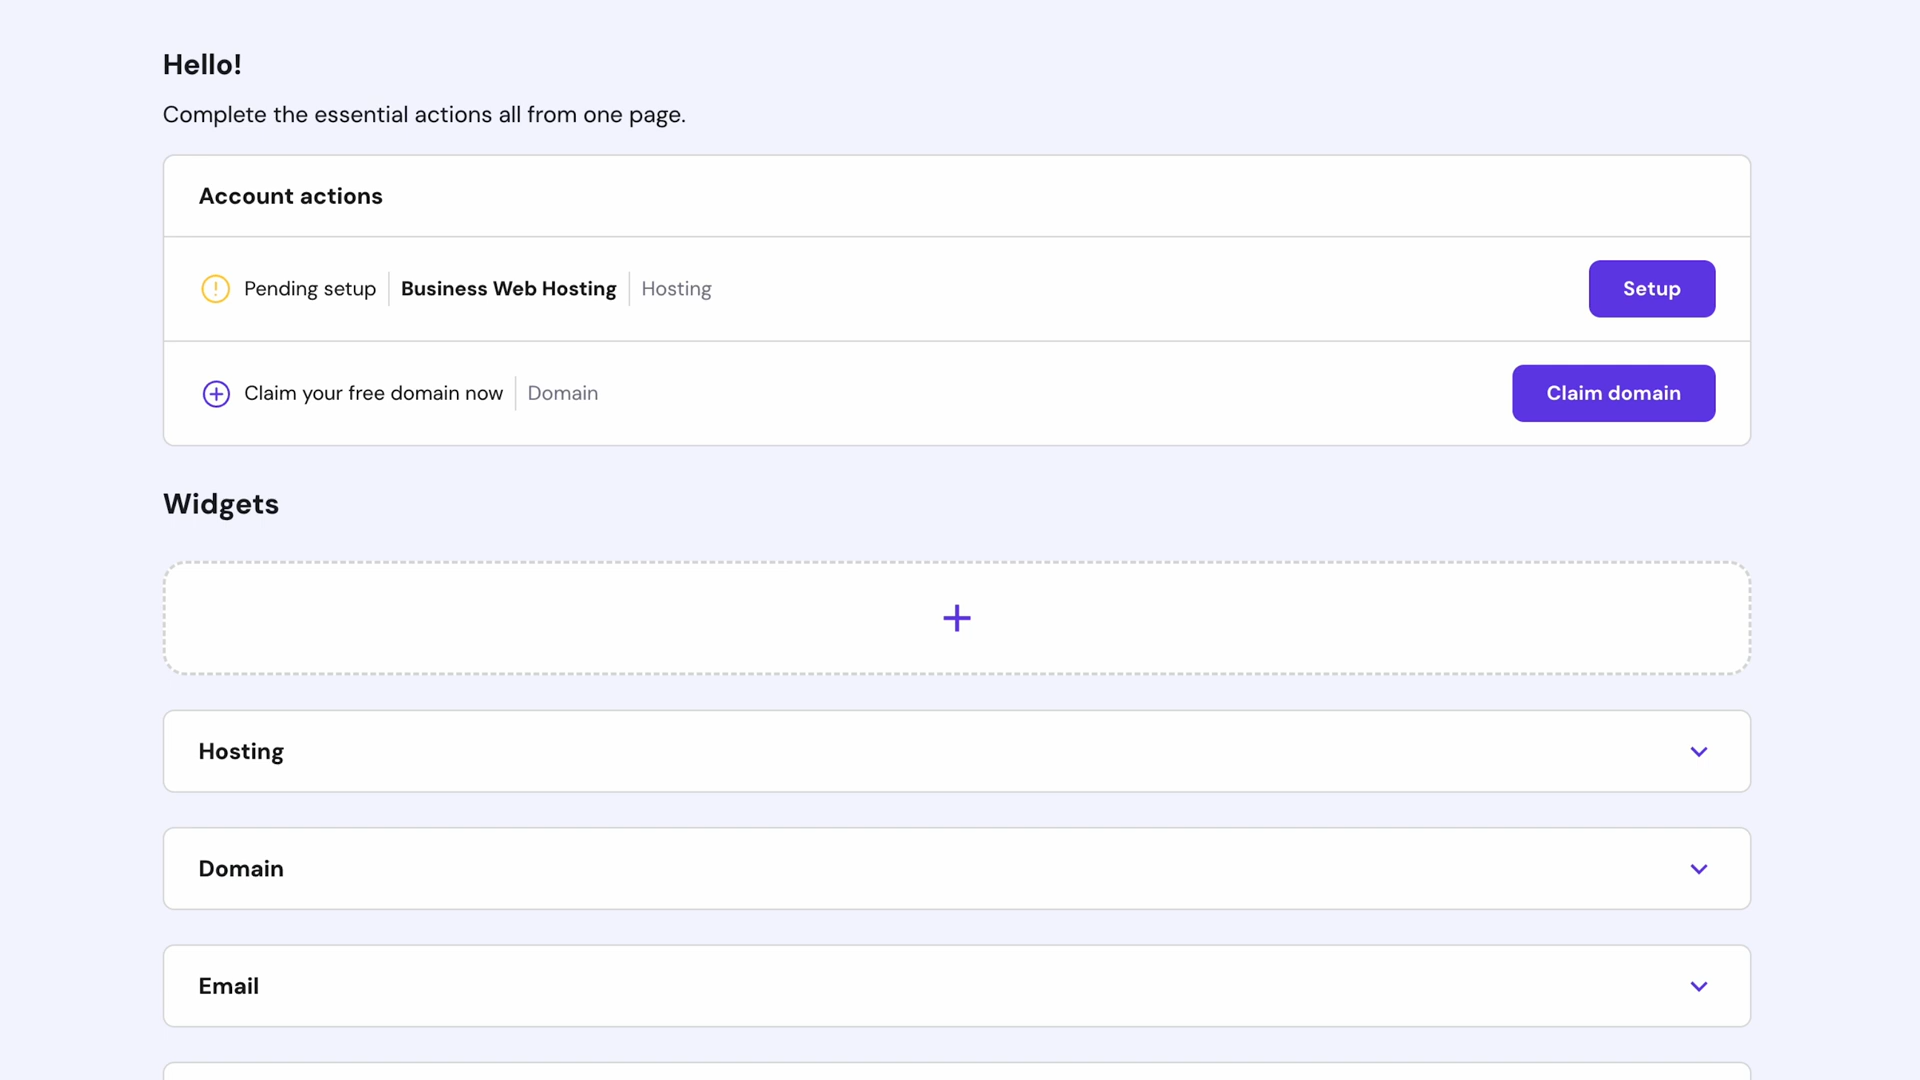 Hello!
Complete the essential actions all from one page.
Account actions
Pending setup Business Web Hosting Hosting Setup
Claim your free domain now Domain Claim domain
Widgets
Hosting
Domain
Email